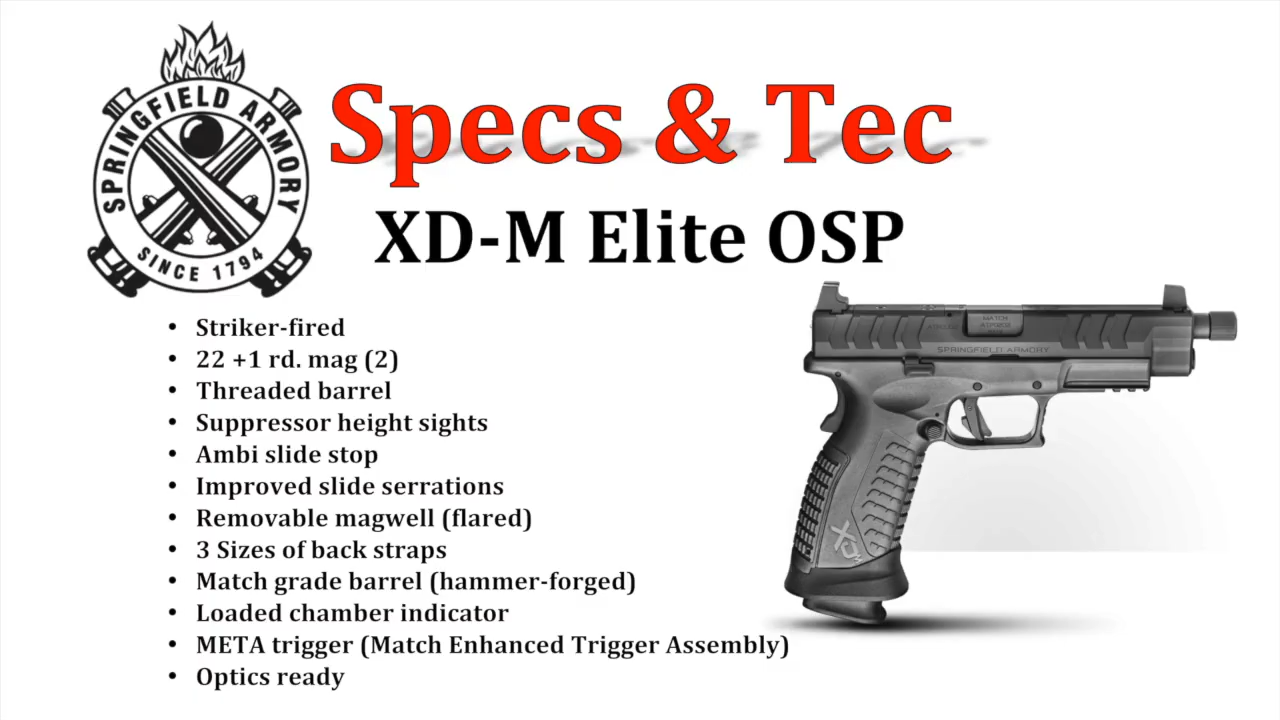 SPRINGFIELD ARMORY
SINCE 1794
Specs & Tec
XD-M Elite OSP
• Striker-fired
• 22 +1 rd. mag (2)
• Threaded barrel
• Suppressor height sights
• Ambi slide stop
• Improved slide serrations
• Removable magwell (flared)
• 3 Sizes of back straps
• Match grade barrel (hammer-forged)
• Loaded chamber indicator
• META trigger (Match Enhanced Trigger Assembly)
• Optics ready
MATCH
SPRINGFIELD ARMORY
XDM